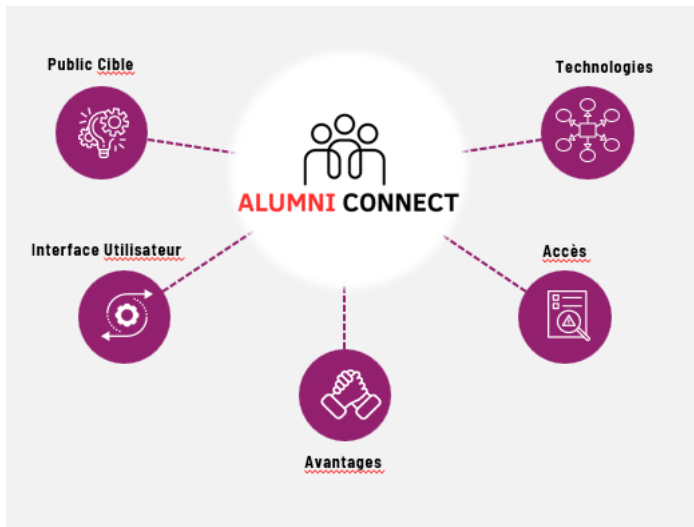 Public Cible
Technologies
ALUMNI CONNECT
Interface Utilisateur
Accès
Avantages